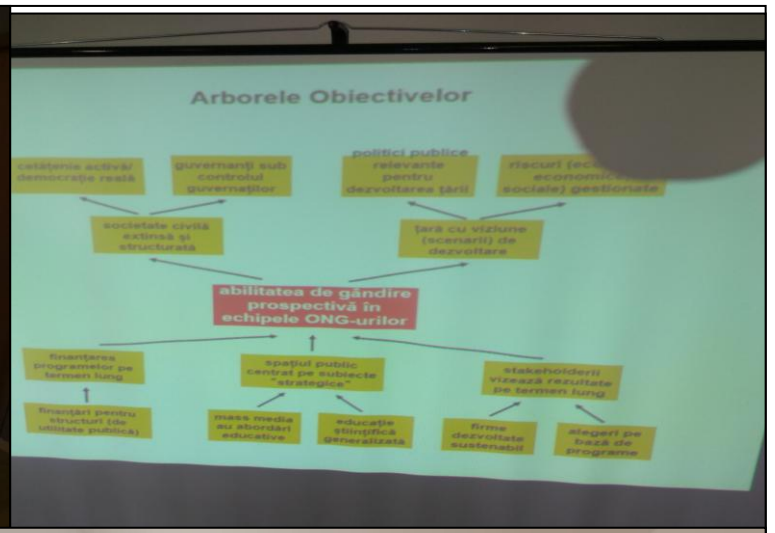 Arborele Obiectivelor
cetățenie activă/
democrație reală
guvernanți sub
controlul
guvernaților
politici publice
relevante
pentru
dezvoltarea țării
riscuri
economice
sociale) gestionate
societate civilă
extinsă și
structurată
țară cu viziune
(scenarii) de
dezvoltare
abilitatea de gândire
prospectivă în
echipele ONG-urilor
finanțarea
programelor pe
termen lung
spațiul public
centrat pe subiecte
"strategice"
stakeholderii
vizează rezultate
pe termen lung
finanțări pentru
structuri (de
utilitate publică)
mass media
au abordări
educative
educație
științifică
generalizată
firme
dezvoltate
sustenabil
alegeri pe
bază de
programe